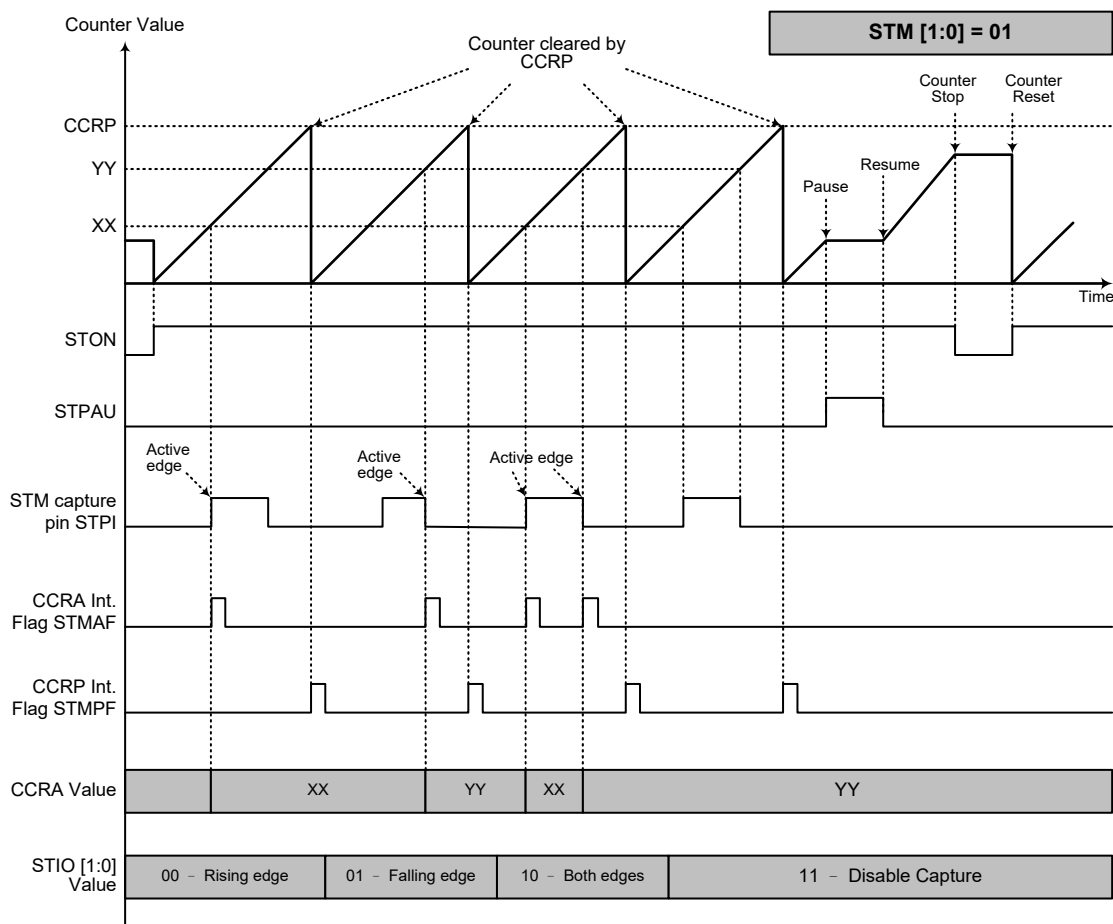 Counter Value
STM [1:0] = 01
Counter cleared by
CCRP
Counter
Stop
Counter
Reset
CCRP
YY
XX
Pause
Resume
Time
STON
STPAU
Active
edge
Active
edge
Active edge
STM capture
pin STPI
CCRA Int.
Flag STMAF
CCRP Int.
Flag STMPF
CCRA Value
XX
YY
XX
YY
STIO [1:0]
Value
00 – Rising edge
01 – Falling edge
10 – Both edges
11 – Disable Capture